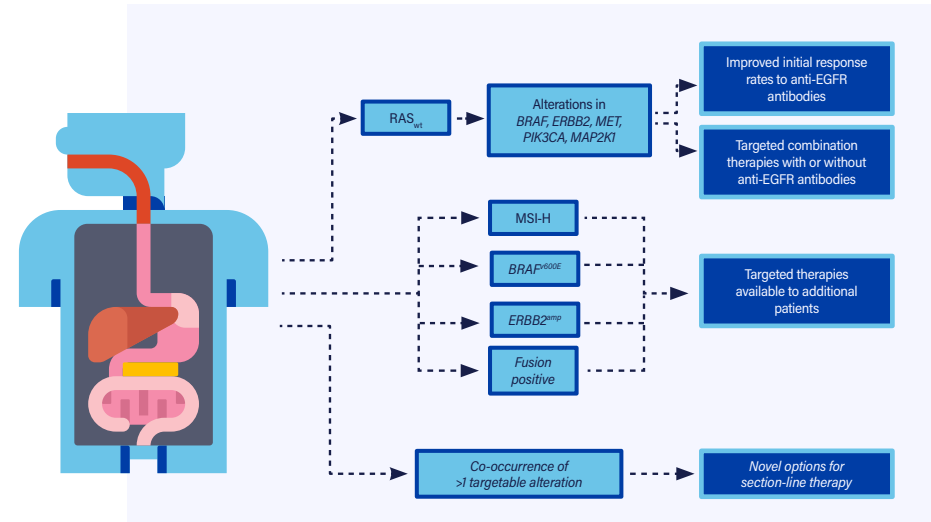 RASwt
Alterations in
BRAF, ERBB2, MET,
PIK3CA, MAP2K1
Improved initial response
rates to anti-EGFR
antibodies
Targeted combination
therapies with or without
anti-EGFR antibodies
MSI-H
BRAFv600E
ERBB2amp
Fusion
positive
Targeted therapies
available to additional
patients
Co-occurrence of
>1 targetable alteration
Novel options for
section-line therapy